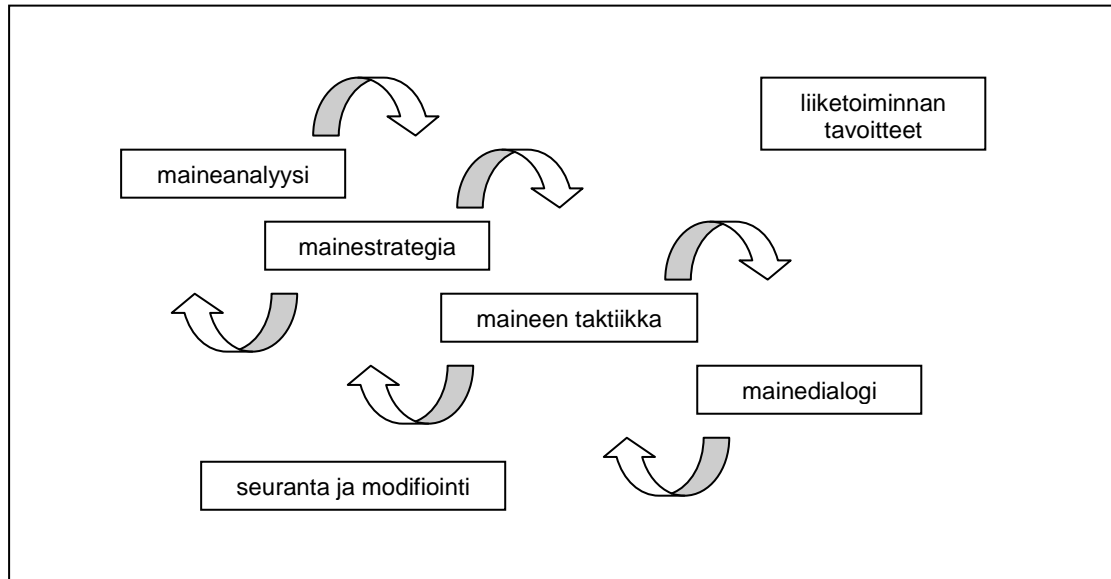 liiketoiminnan
tavoitteet
maineanalyysi
mainestrategia
maineen taktiikka
mainedialogi
seuranta ja modifiointi